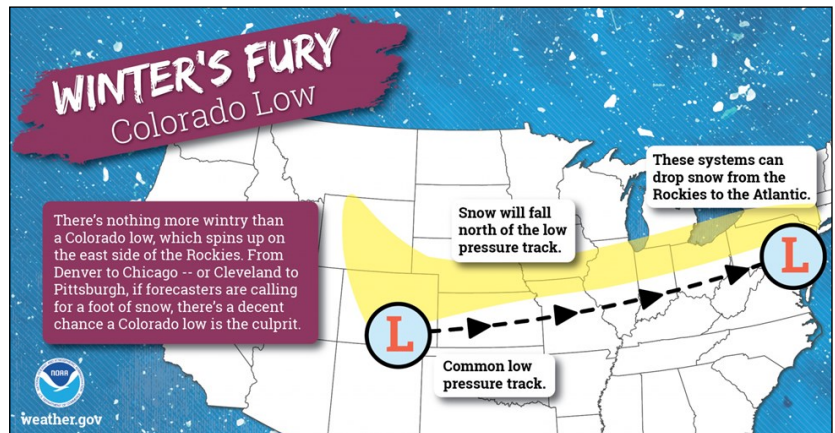 WINTER'S FURY
Colorado Low
These systems can
drop snow from the
Rockies to the Atlantic.
There's nothing more wintry than
a Colorado low, which spins up on
the east side of the Rockies. From
Denver to Chicago -- or Cleveland to
Pittsburgh, if forecasters are calling
for a foot of snow, there's a decent
chance a Colorado low is the culprit.
Snow will fall
north of the low
pressure track.
L
L
Common low
pressure track.
NOAA
weather.gov